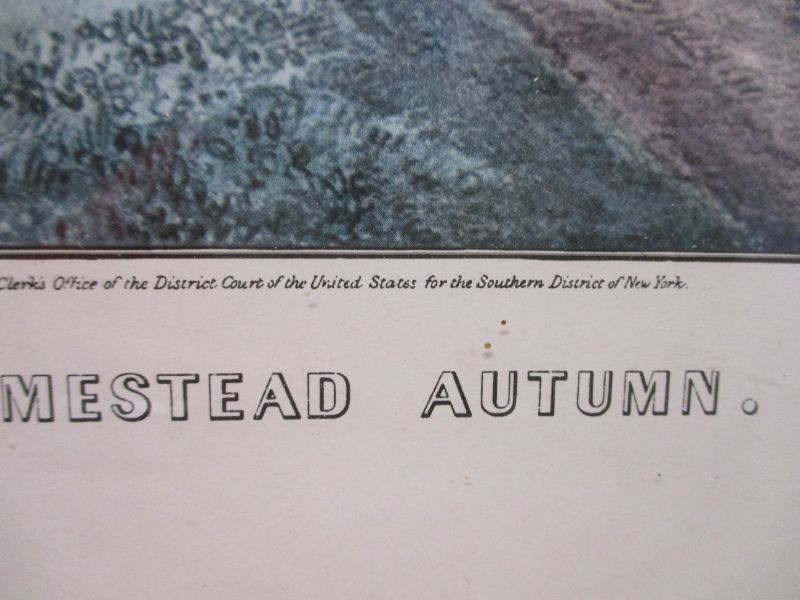 Clerk's Office of the District Court of the United States for the Southern District of New York.
MESTEAD AUTUMN.